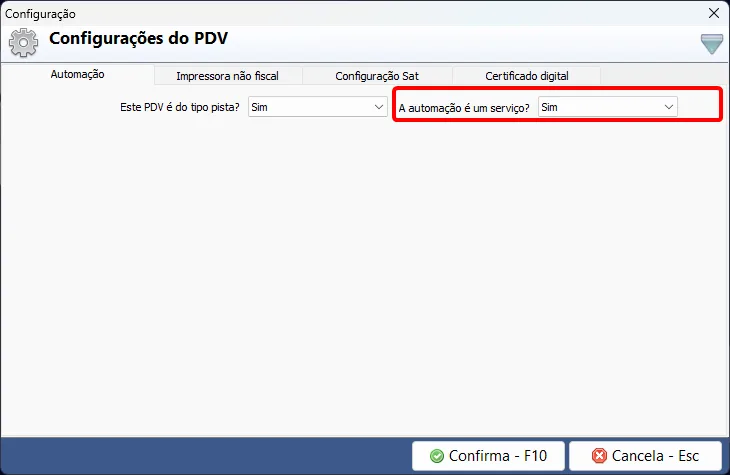 Configuração
Configurações do PDV
Automação Impressora não fiscal Configuração Sat Certificado digital
Este PDV é do tipo pista? Sim A automação é um serviço? Sim
Confirma - F10 Cancela - Esc